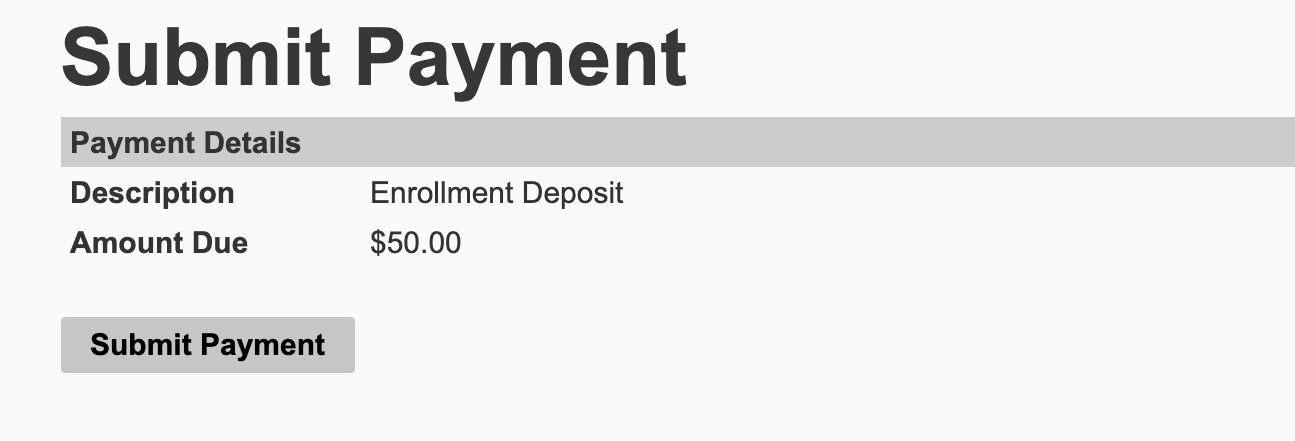 Submit Payment
Payment Details
Description Enrollment Deposit
Amount Due $50.00
Submit Payment